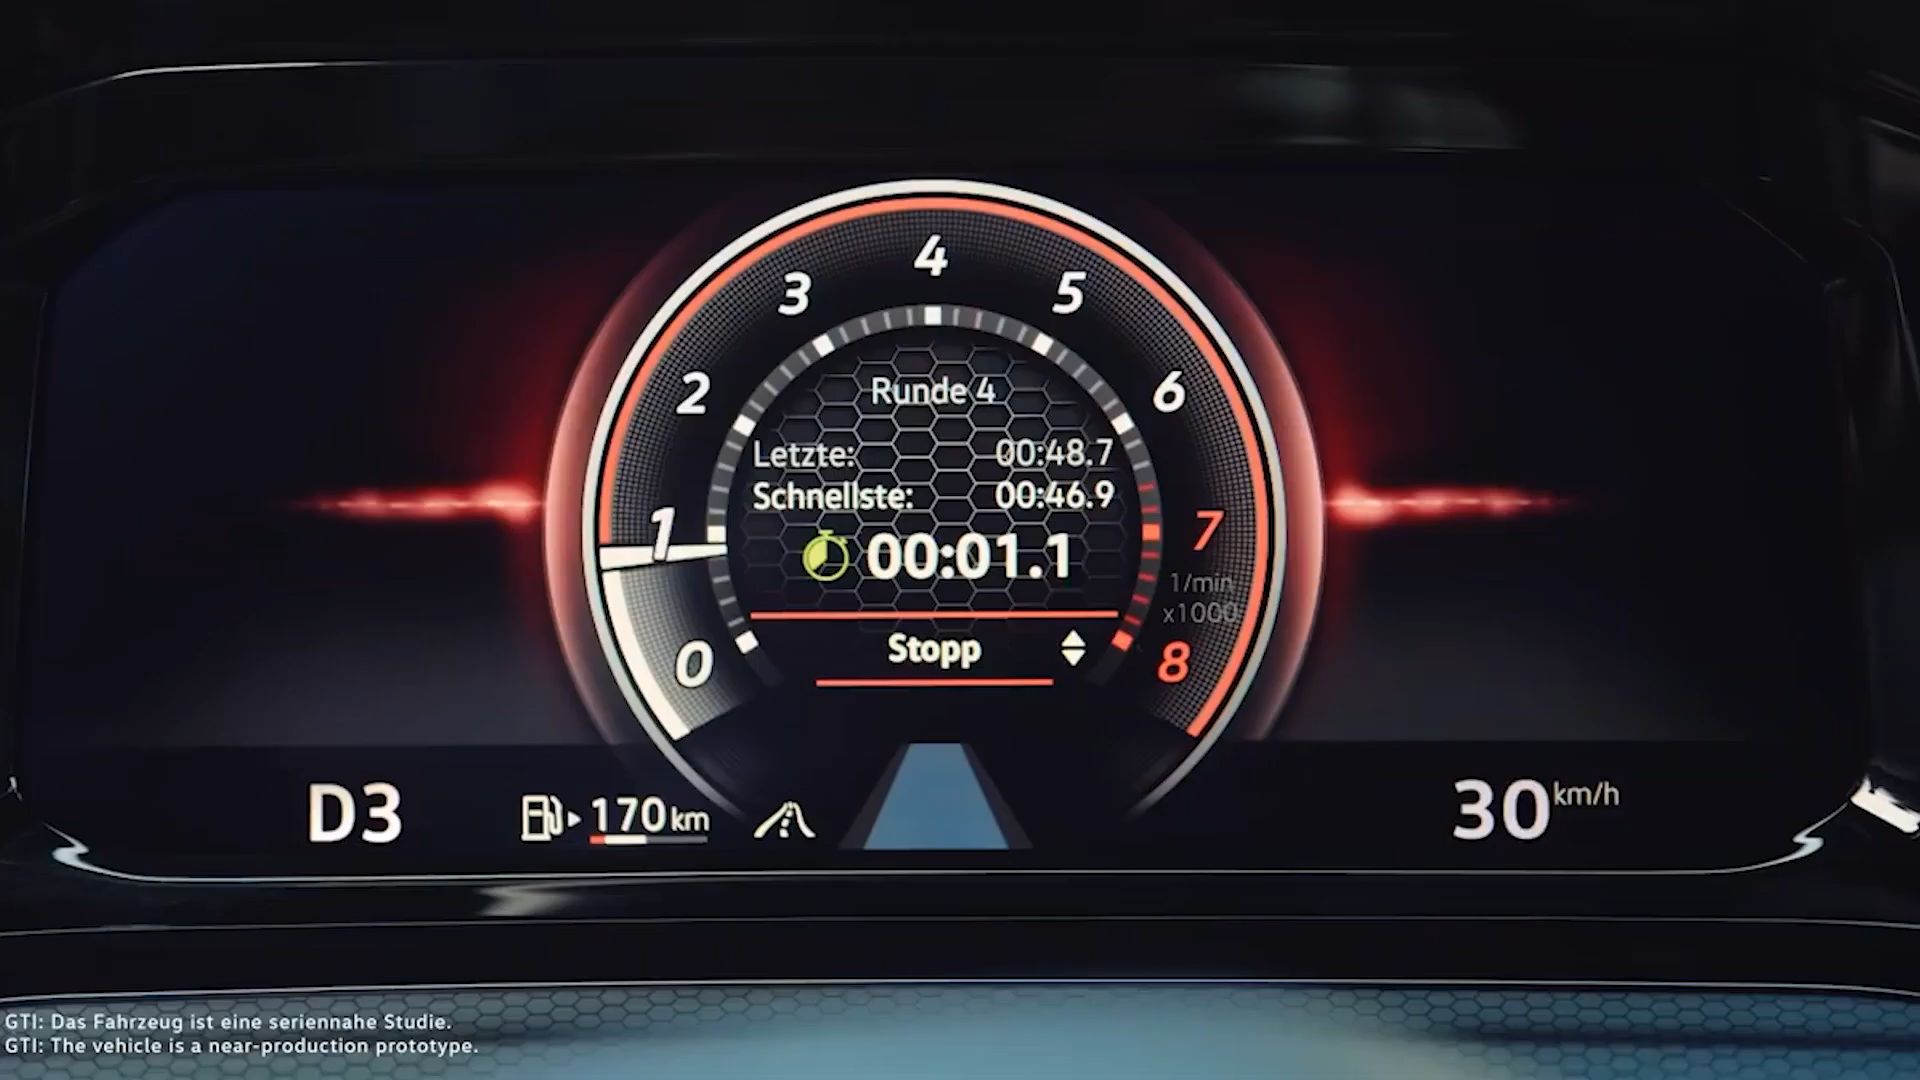 4
3
5
2
6
Runde 4
Letzte: 00:48.7
Schnellste: 00:46.9
1
7
00:01.1
1/min
x1000
Stopp
0
8
D3
170 km
30 km/h
GTI: Das Fahrzeug ist eine seriennahe Studie.
GTI: The vehicle is a near-production prototype.